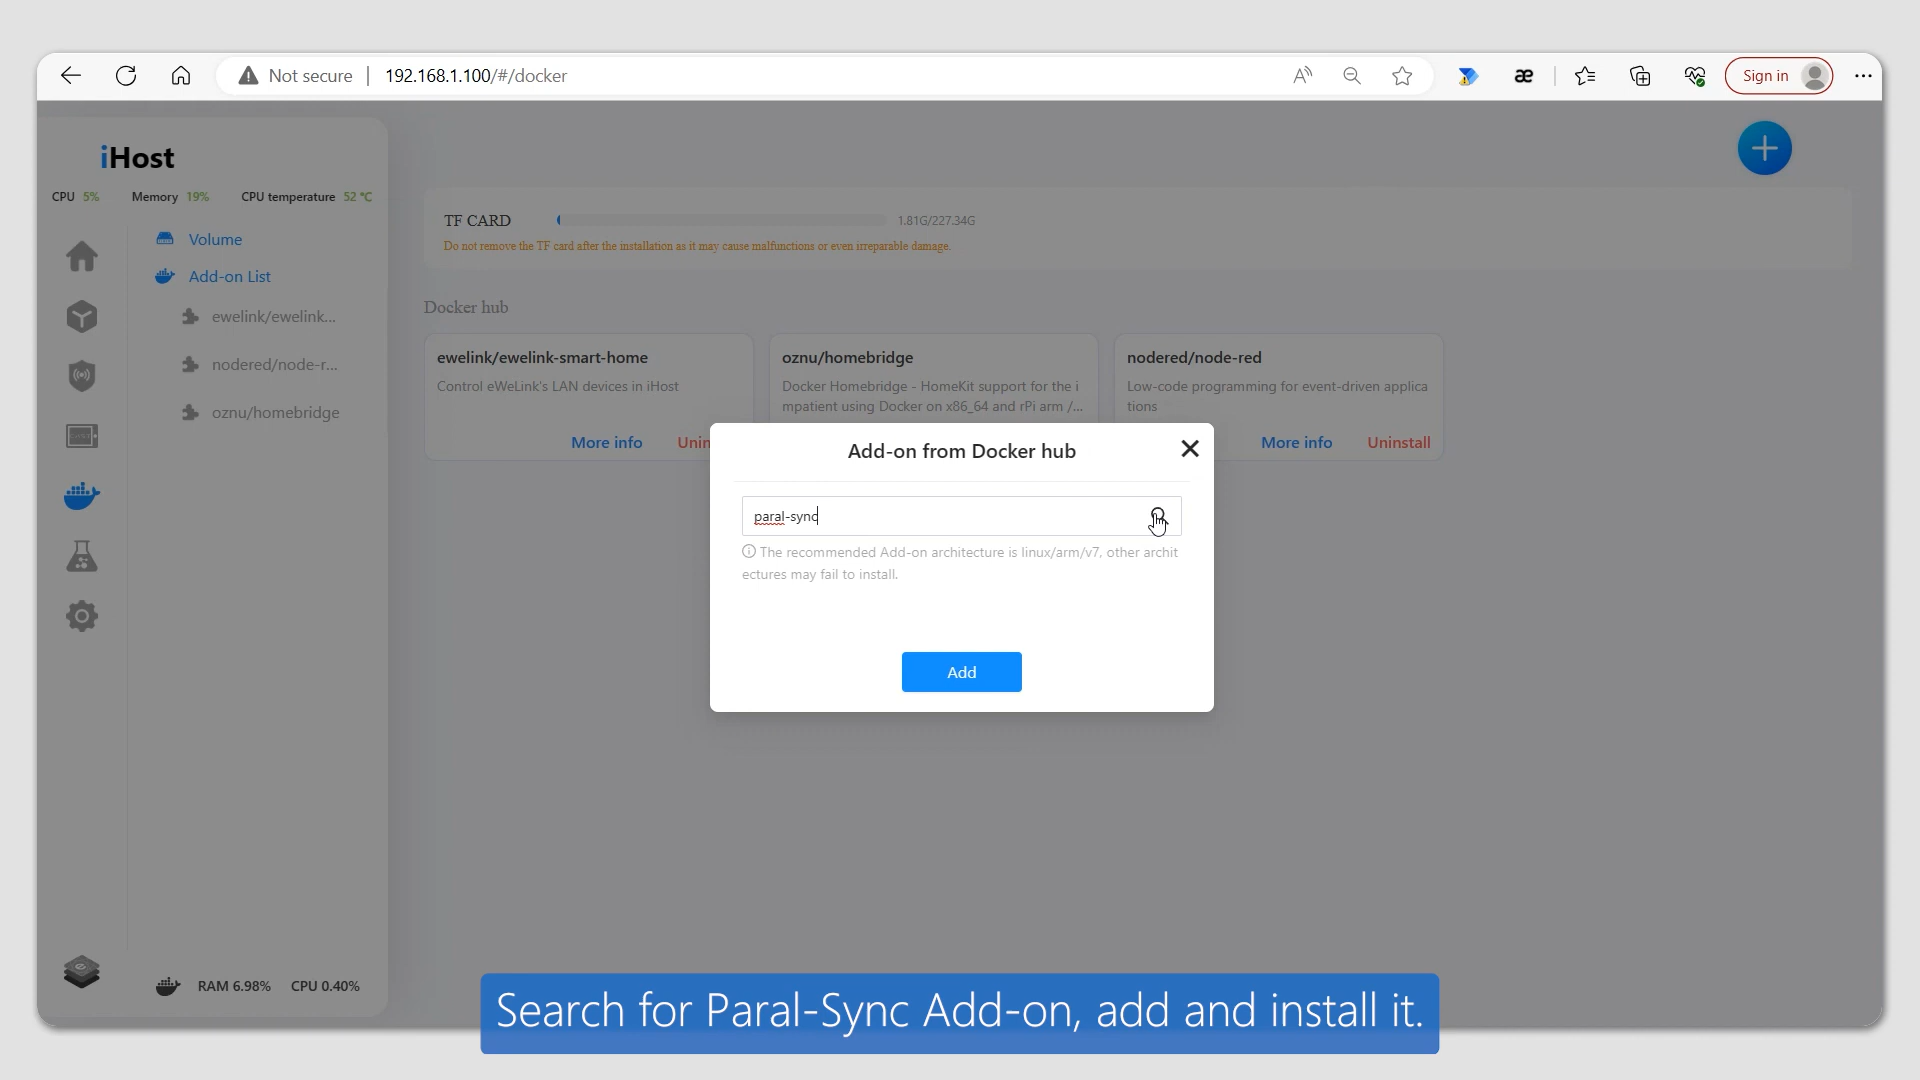 Not secure | 192.168.1.100/#/docker
Sign in
iHost
CPU 5% Memory 19% CPU temperature 52 ℃
Volume
Add-on List
ewelink/ewelink...
nodered/node-r...
oznu/homebridge
RAM 6.98% CPU 0.40%
TF CARD 1.81G/227.34G
Do not remove the TF card after the installation as it may cause malfunctions or even irreparable damage.
Docker hub
ewelink/ewelink-smart-home
Control eWeLink's LAN devices in iHost
More info Unin
oznu/homebridge
Docker Homebridge - HomeKit support for the i
mpatient using Docker on x86_64 and rPi arm /...
nodered/node-red
Low-code programming for event-driven applica
tions
More info Uninstall
Add-on from Docker hub
paral-sync
The recommended Add-on architecture is linux/arm/v7, other archit
ectures may fail to install.
Add
Search for Paral-Sync Add-on, add and install it.